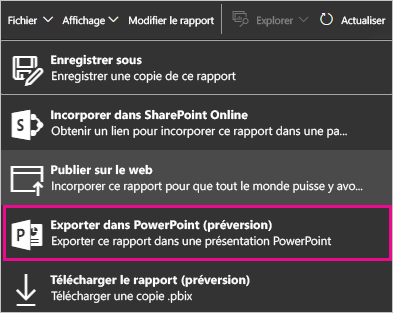 Fichier Affichage Modifier le rapport Explorer Actualiser
Enregistrer sous
Enregistrer une copie de ce rapport
Incorporer dans SharePoint Online
Obtenir un lien pour incorporer ce rapport dans une pa...
Publier sur le web
Incorporer ce rapport pour que tout le monde puisse y avo...
Exporter dans PowerPoint (préversion)
Exporter ce rapport dans une présentation PowerPoint
Télécharger le rapport (préversion)
Télécharger une copie .pbix